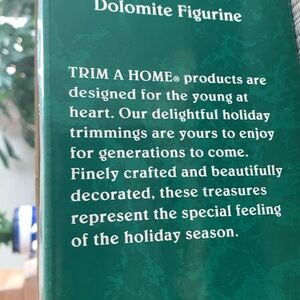 Dolomite Figurine
TRIM A HOME® products are
designed for the young at
heart. Our delightful holiday
trimmings are yours to enjoy
for generations to come.
Finely crafted and beautifully
decorated, these treasures
represent the special feeling
of the holiday season.